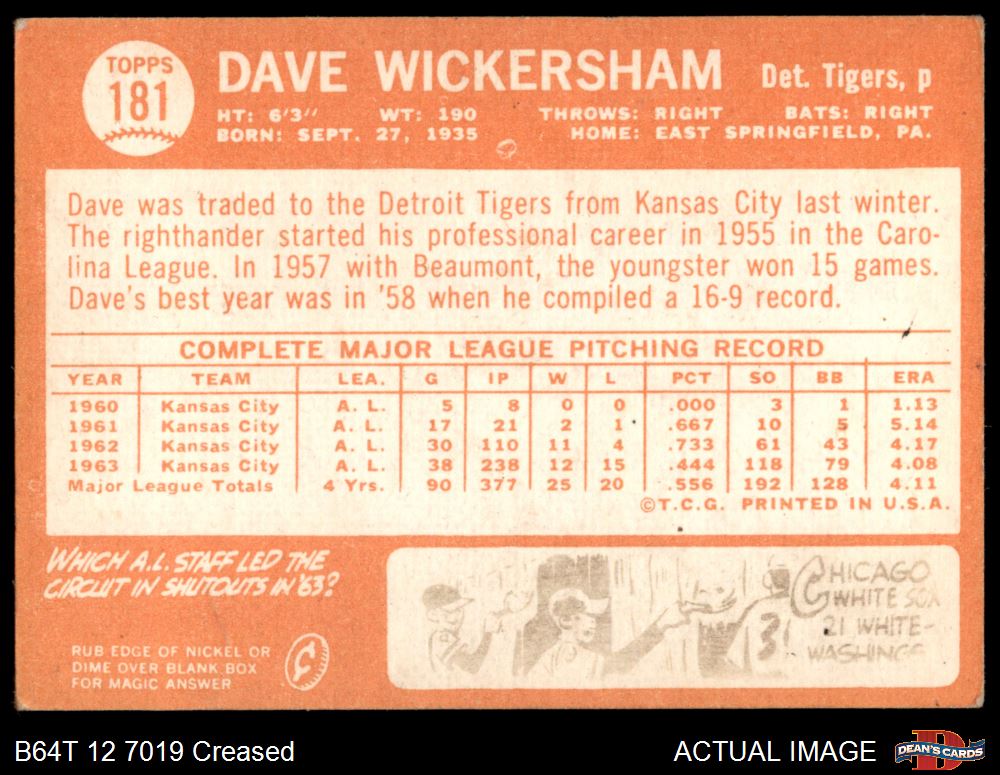 TOPPS
181
DAVE WICKERSHAM Det. Tigers, p
HT: 6'3" WT: 190 THROWS: RIGHT BATS: RIGHT
BORN: SEPT. 27, 1935 HOME: EAST SPRINGFIELD, PA.
Dave was traded to the Detroit Tigers from Kansas City last winter.
The righthander started his professional career in 1955 in the Caro-
lina League. In 1957 with Beaumont, the youngster won 15 games.
Dave's best year was in '58 when he compiled a 16-9 record.
COMPLETE MAJOR LEAGUE PITCHING RECORD
YEAR TEAM LEA. G IP W L PCT SO BB ERA
1960 Kansas City A. L. 5 8 0 0 .000 3 1 1.13
1961 Kansas City A. L. 17 21 2 1 .667 10 5 5.14
1962 Kansas City A. L. 30 110 11 4 .733 61 43 4.17
1963 Kansas City A. L. 38 238 12 15 .444 118 79 4.08
Major League Totals 4 Yrs. 90 377 25 20 .556 192 128 4.11
©T.C.G. PRINTED IN U.S.A.
WHICH A.L. STAFF LED THE
CIRCUIT IN SHUTOUTS IN '63?
RUB EDGE OF NICKEL OR
DIME OVER BLANK BOX
FOR MAGIC ANSWER
CHICAGO
WHITE SOX
21 WHITE-
WASHINGS
B64T 12 7019 Creased ACTUAL IMAGE
DEAN'S CARDS